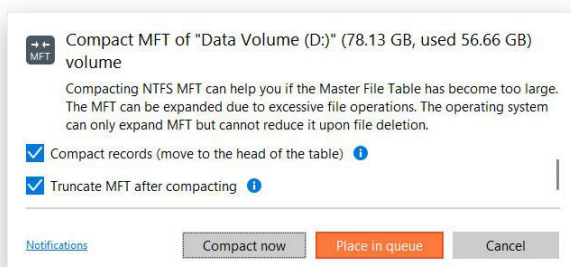 Compact MFT of "Data Volume (D:)" (78.13 GB, used 56.66 GB)
volume
MFT
Compacting NTFS MFT can help you if the Master File Table has become too large.
The MFT can be expanded due to excessive file operations. The operating system
can only expand MFT but cannot reduce it upon file deletion.
Compact records (move to the head of the table)
Truncate MFT after compacting
Notifications
Compact now
Place in queue
Cancel